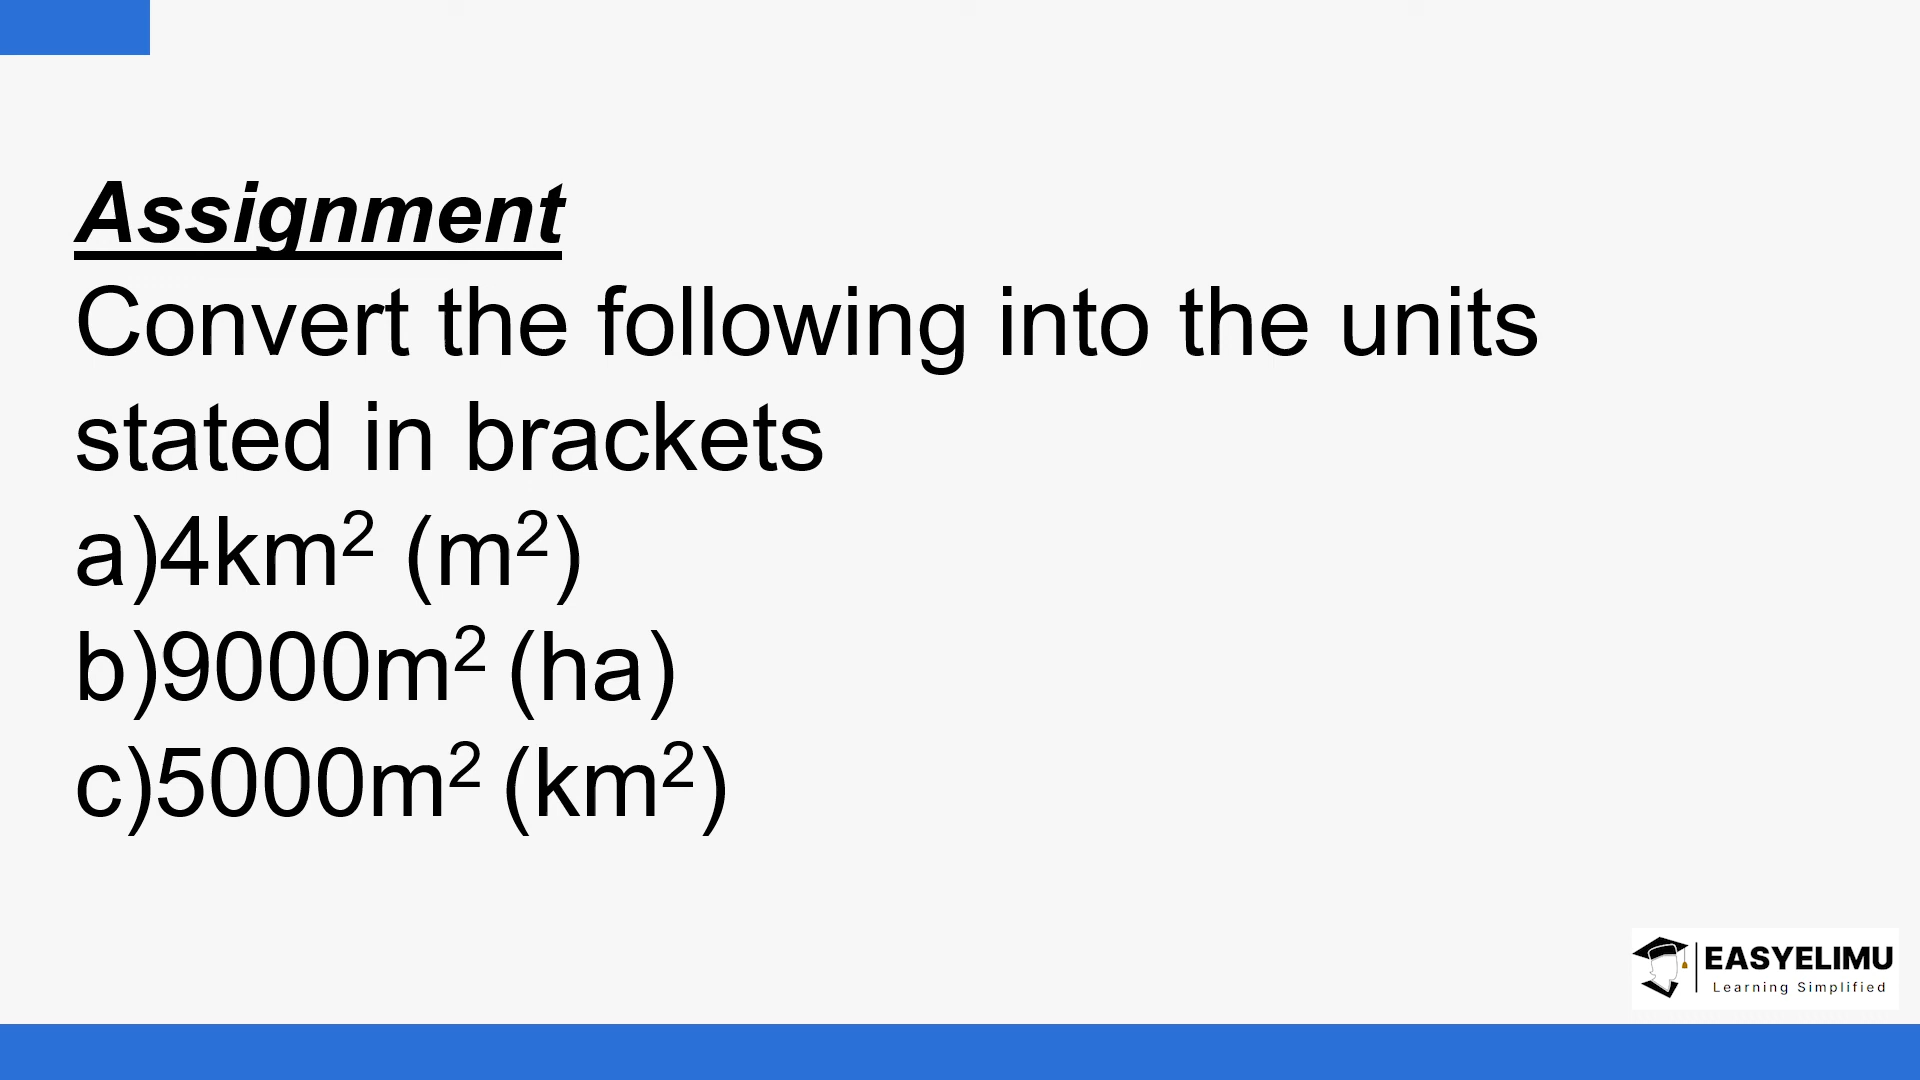 Assignment
Convert the following into the units
stated in brackets
a)4km² (m²)
b)9000m² (ha)
c)5000m² (km²)
EASYELIMU
Learning Simplified